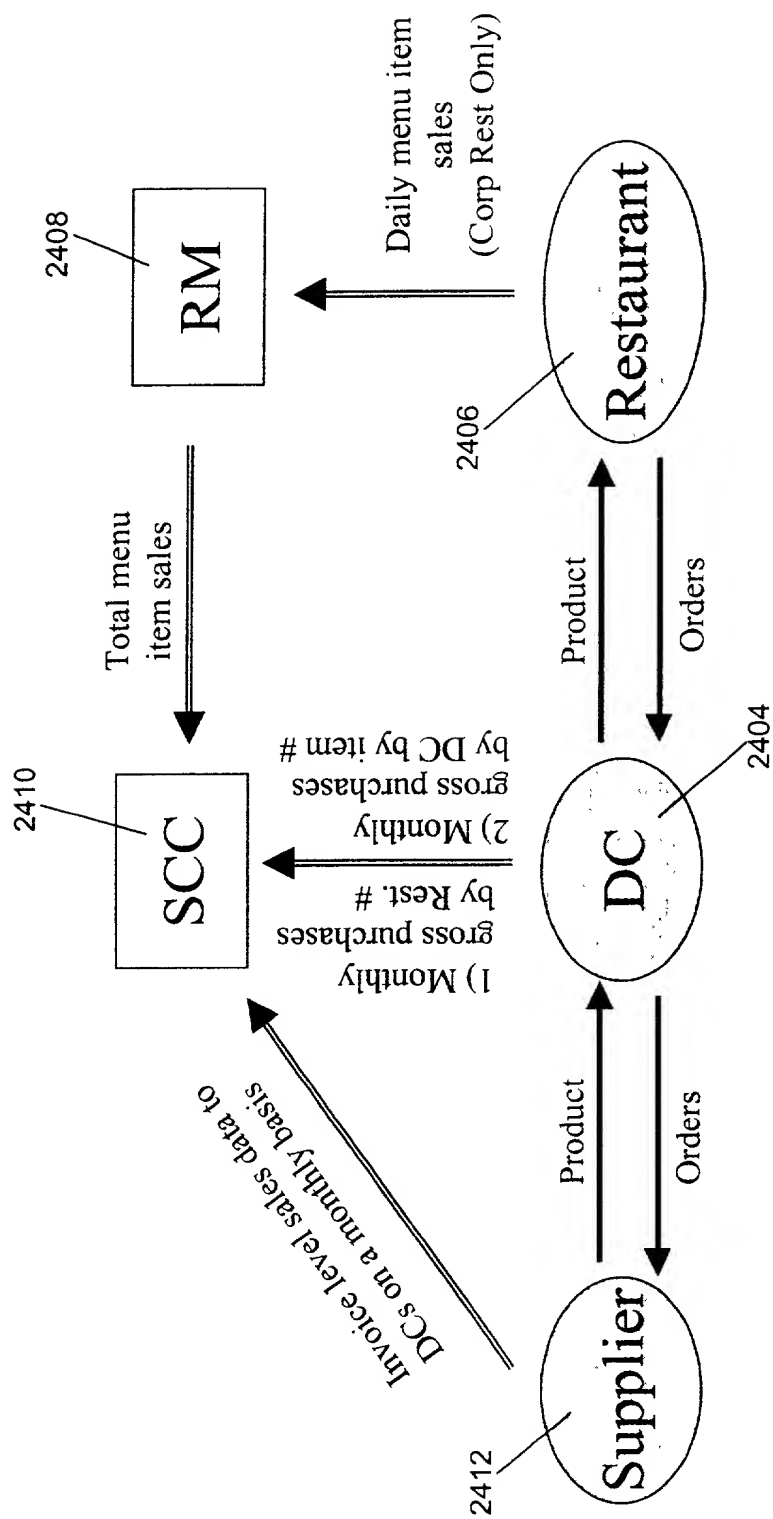 2410
SCC
Total menu
item sales
2408
RM
Invoice level sales data to
DCs on a monthly basis
1) Monthly
gross purchases
by Rest. #
2) Monthly
gross purchases
by DC by item #
Daily menu item
sales
(Corp Rest Only)
2412
Supplier
Product
Orders
DC
2404
Product
Orders
2406
Restaurant